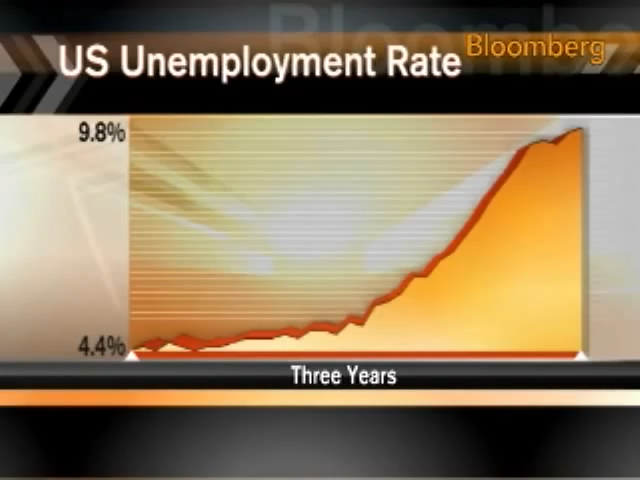 Bloomberg
US Unemployment Rate
Bloomberg
9.8%
4.4%
Three Years